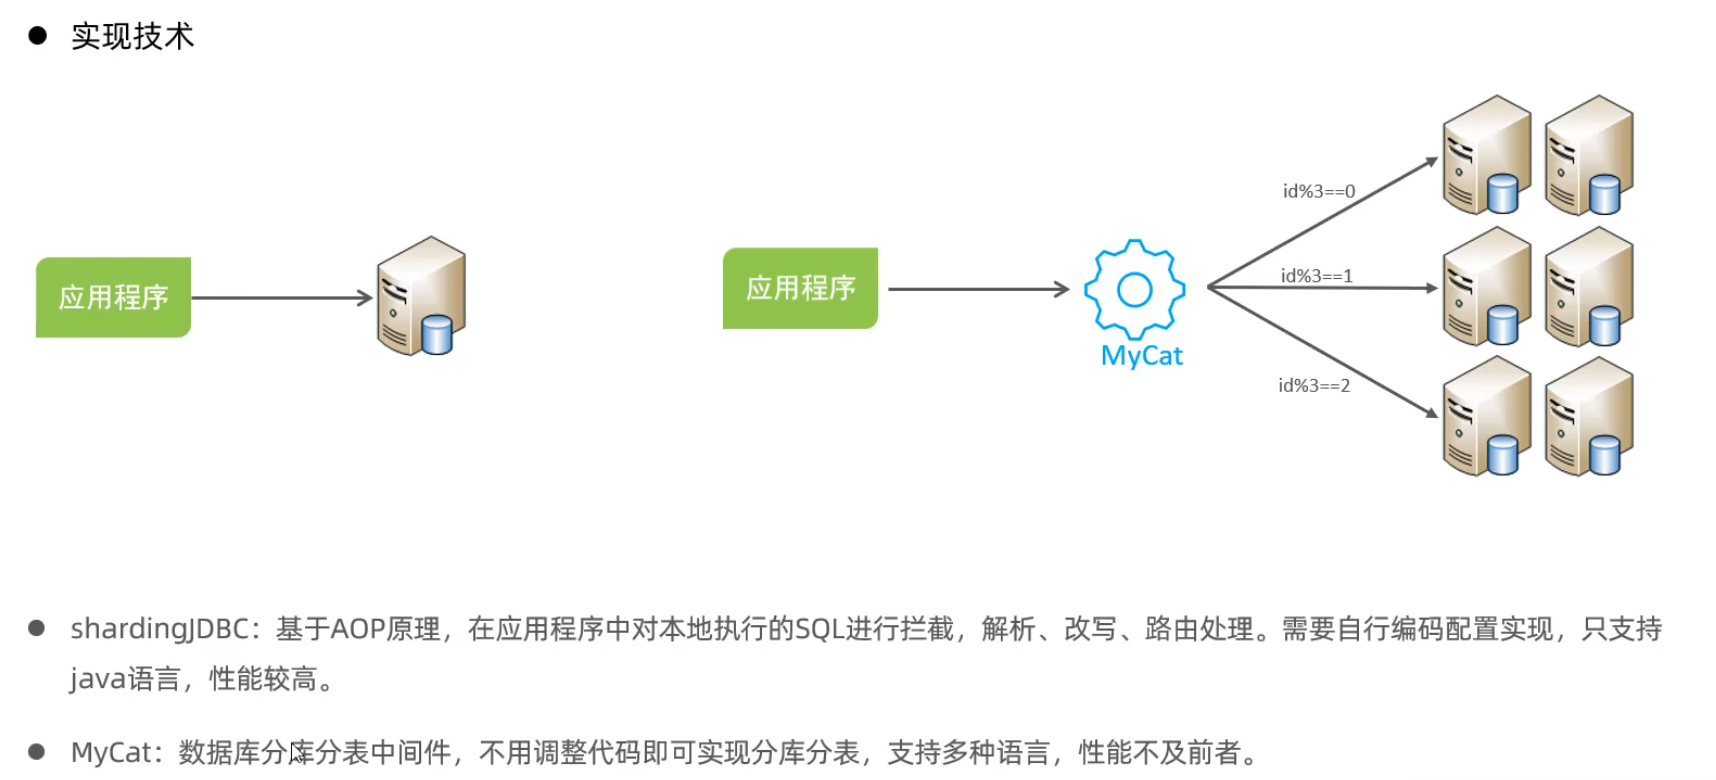 实现技术
应用程序
应用程序
MyCat
id%3==0
id%3==1
id%3==2
shardingJDBC：基于AOP原理，在应用程序中对本地执行的SQL进行拦截，解析、改写、路由处理。需要自行编码配置实现，只支持
java语言，性能较高。
MyCat：数据库分库分表中间件，不用调整代码即可实现分库分表，支持多种语言，性能不及前者。